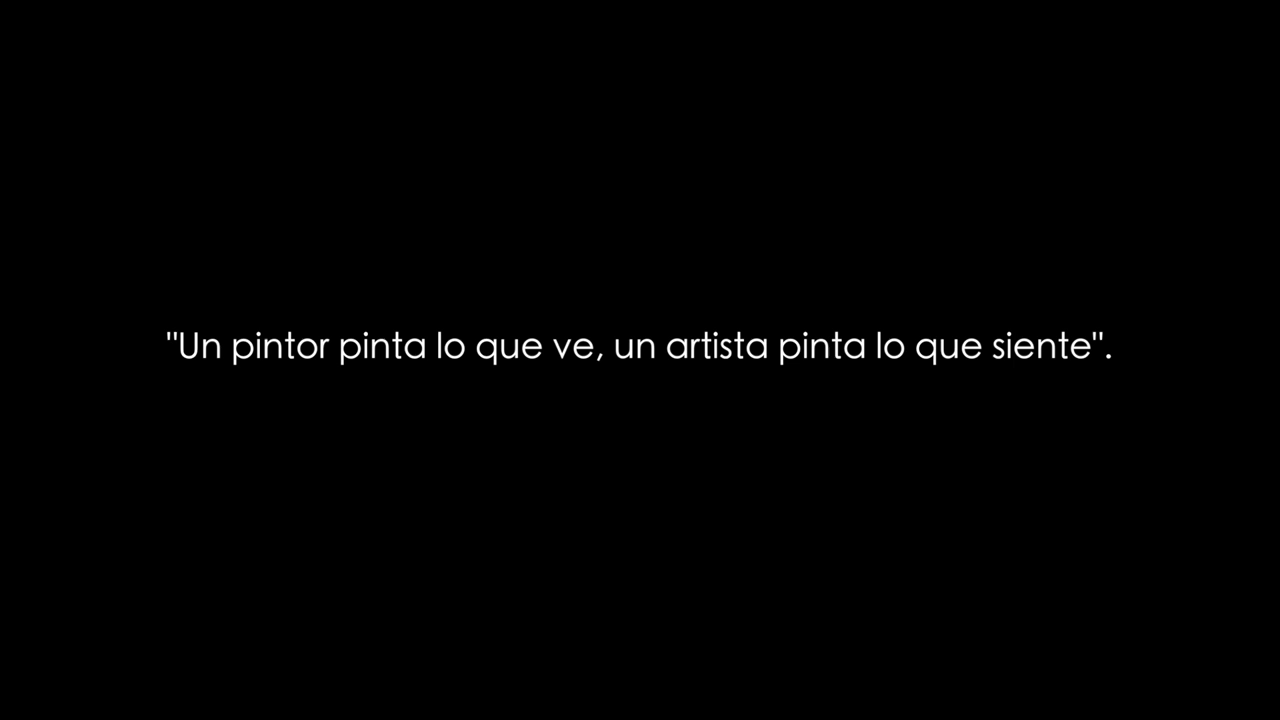 "Un pintor pinta lo que ve, un artista pinta lo que siente".